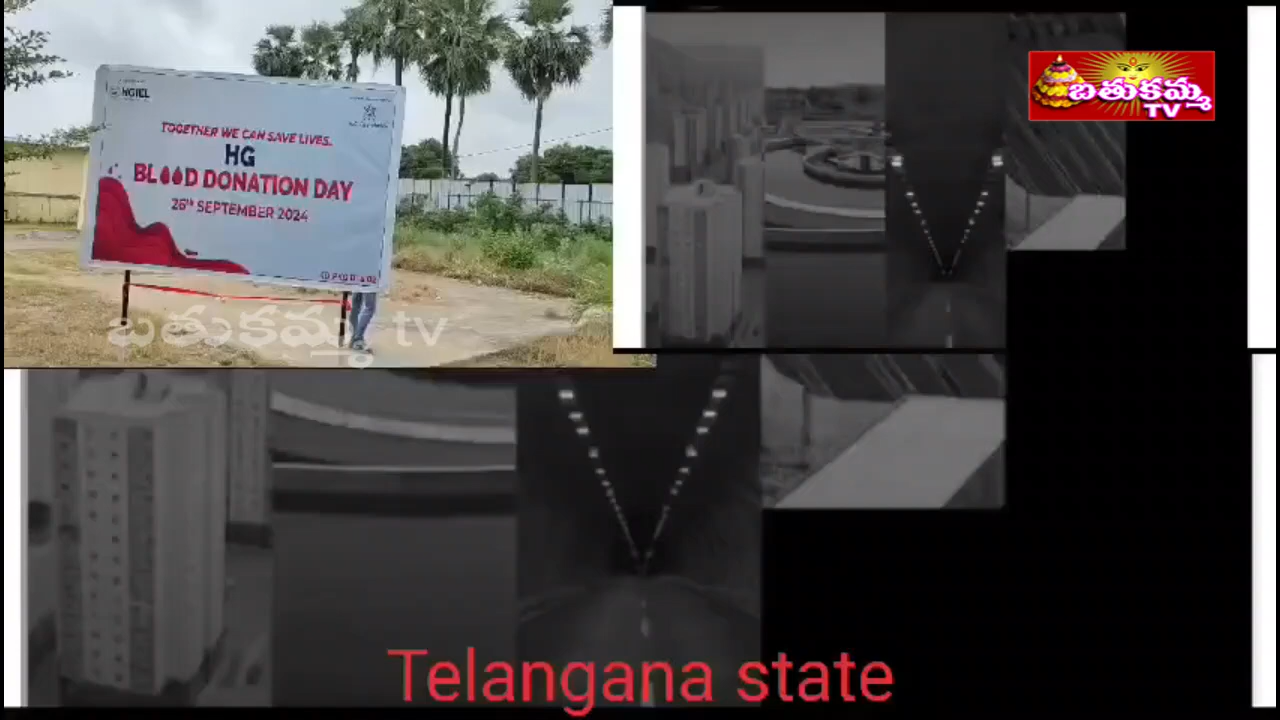 HGIEL
TOGETHER WE CAN SAVE LIVES.
HG
BLOOD DONATION DAY
26th SEPTEMBER 2024
బతుకమ్మ tv
బతుకమ్మ
TV
Telangana state